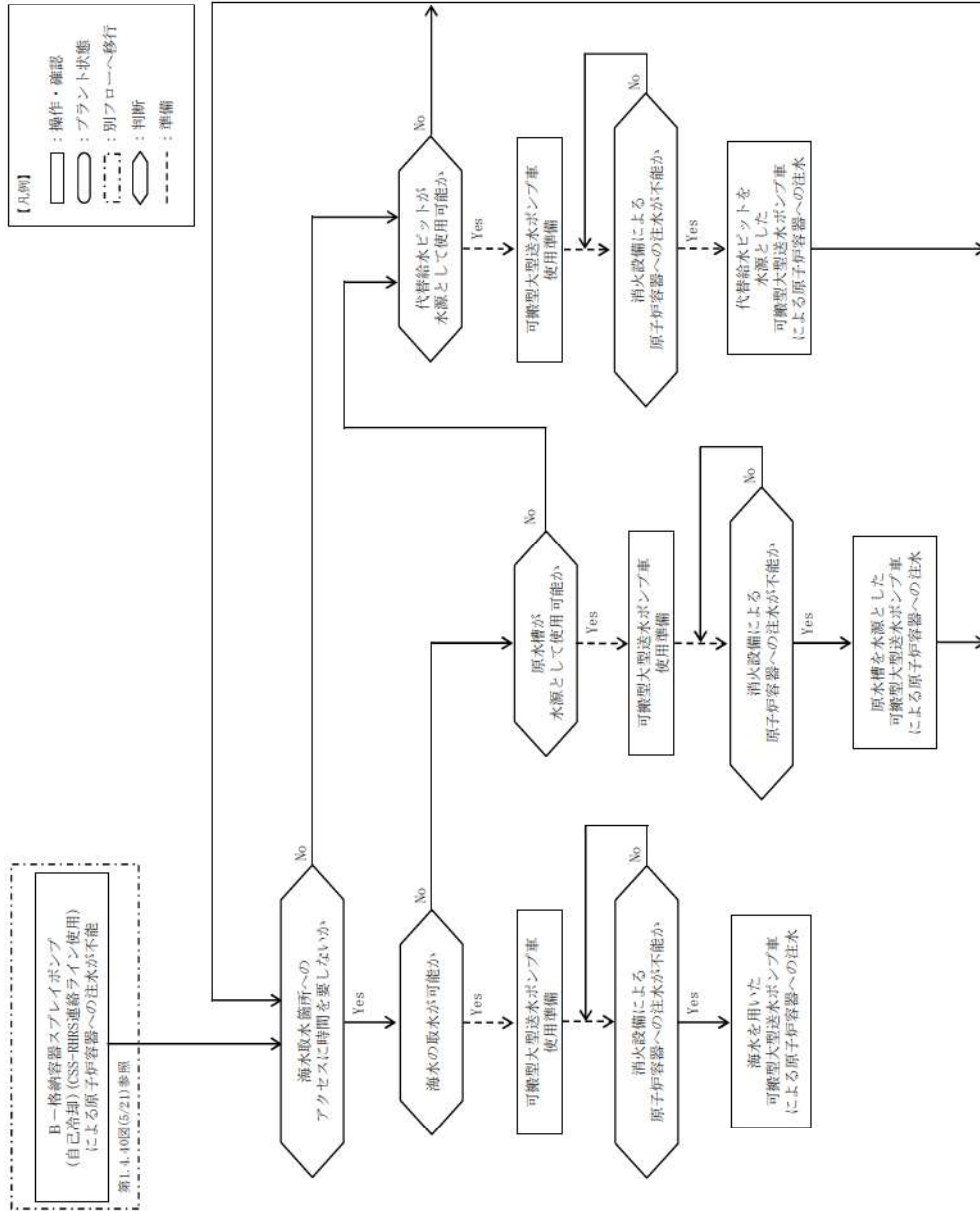 【凡例】
：操作・確認
：プラント状態
：別フローへ移行
：判断
：準備
B－格納容器スプレイポンプ
(自己冷却)(CSS-RHRS連絡ライン使用)
による原子炉容器への注水が不能
第1.4.40図(5/21)参照
海水取水箇所への
アクセスに時間を要しないか
No
Yes
海水の取水が可能か
No
Yes
可搬型大型送水ポンプ車
使用準備
消火設備による
原子炉容器への注水が不能か
No
Yes
海水を用いた
可搬型大型送水ポンプ車
による原子炉容器への注水
原水槽が
水源として使用可能か
No
Yes
可搬型大型送水ポンプ車
使用準備
消火設備による
原子炉容器への注水が不能か
No
Yes
原水槽を水源とした
可搬型大型送水ポンプ車
による原子炉容器への注水
代替給水ピットが
水源として使用可能か
No
Yes
可搬型大型送水ポンプ車
使用準備
消火設備による
原子炉容器への注水が不能か
No
Yes
代替給水ピットを
水源とした
可搬型大型送水ポンプ車
による原子炉容器への注水